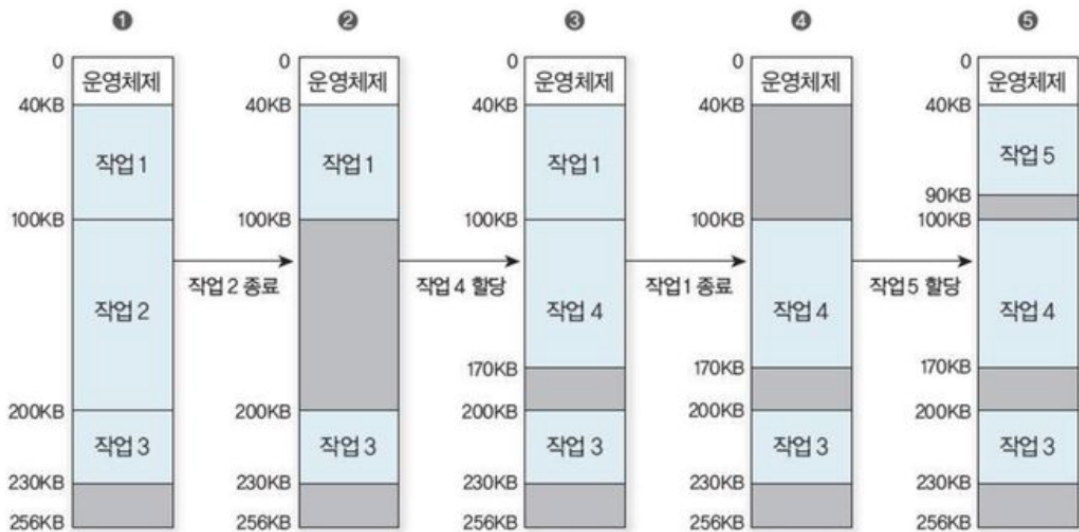 ❶
0
운영체제
40KB
작업 1
100KB
작업 2
200KB
작업 3
230KB
256KB
작업 2 종료
❷
0
운영체제
40KB
작업 1
100KB
200KB
작업 3
230KB
256KB
작업 4 할당
❸
0
운영체제
40KB
작업 1
100KB
작업 4
170KB
200KB
작업 3
230KB
256KB
작업1 종료
❹
0
운영체제
40KB
100KB
작업 4
170KB
200KB
작업 3
230KB
256KB
작업 5 할당
❺
0
운영체제
40KB
작업 5
90KB
100KB
작업 4
170KB
200KB
작업 3
230KB
256KB